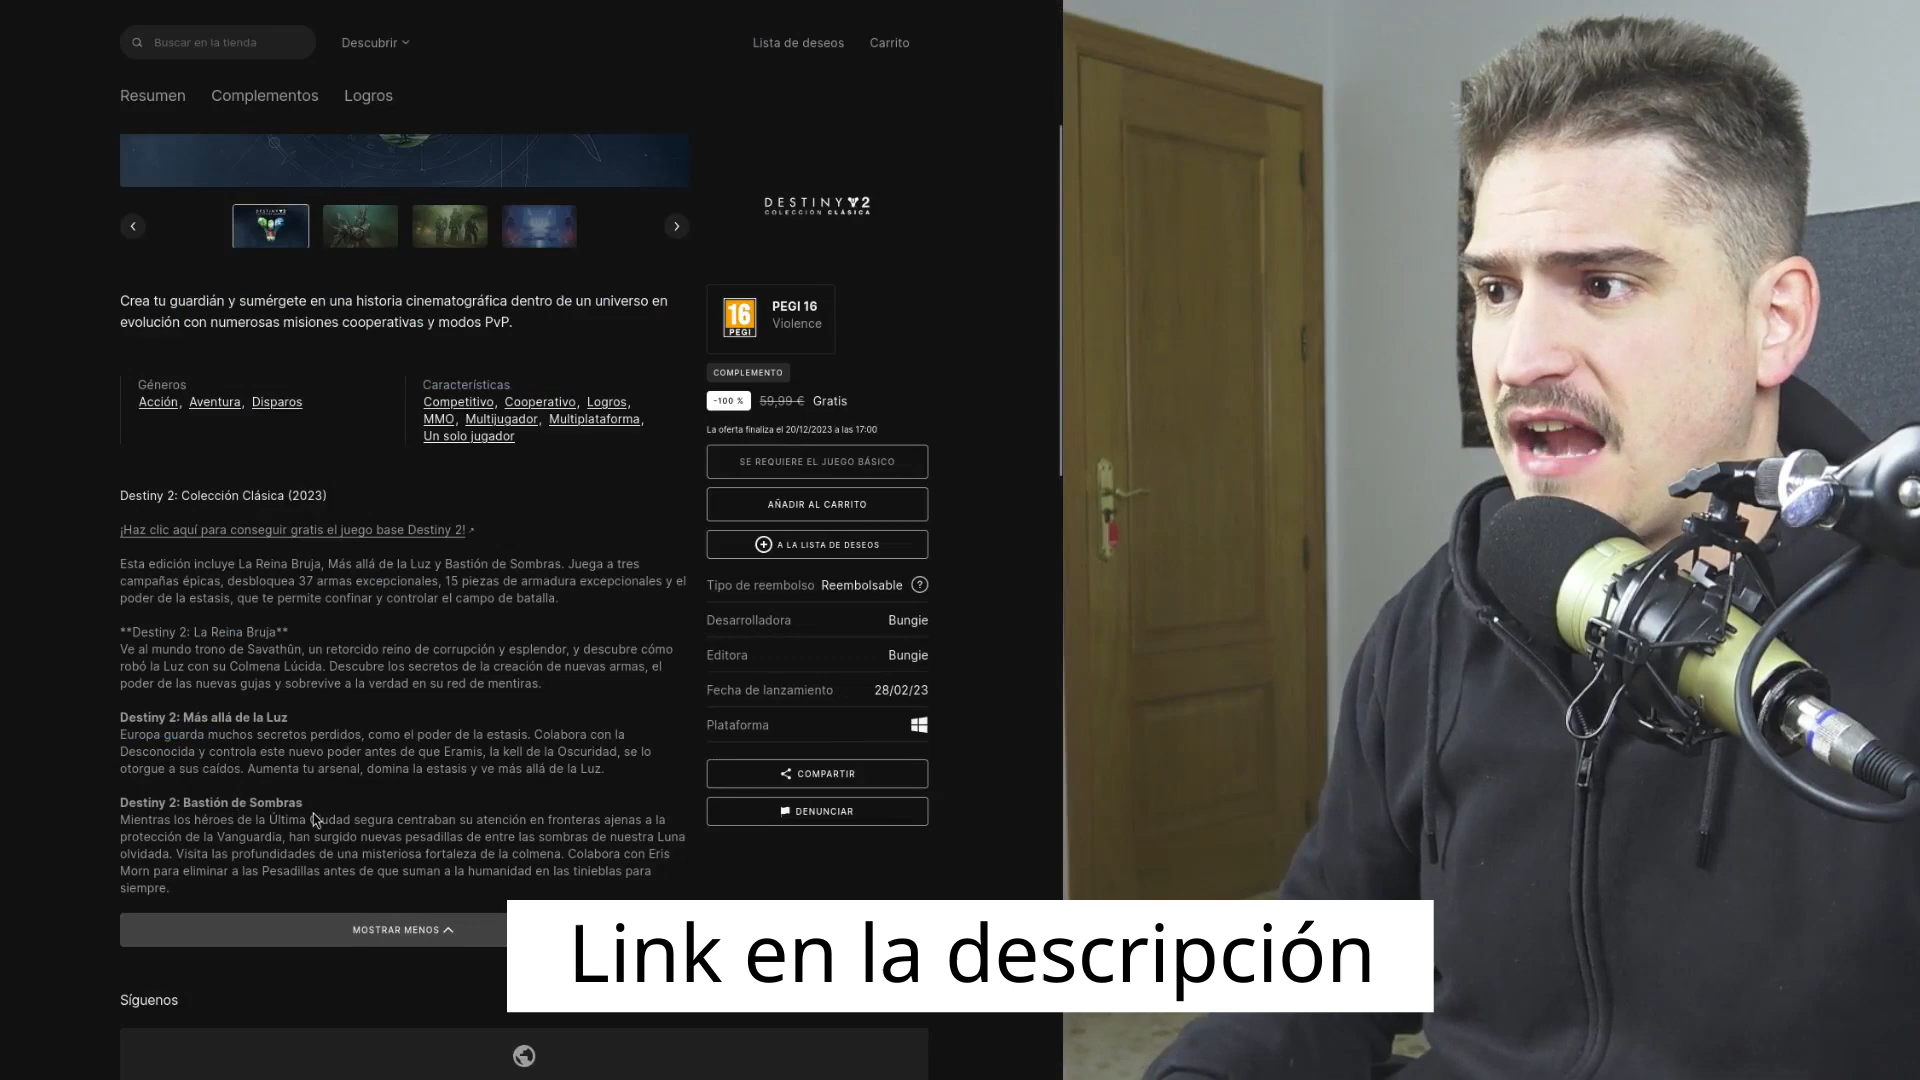 Buscar en la tienda
Descubrir
Lista de deseos
Carrito
Resumen
Complementos
Logros
DESTINY 2
COLECCIÓN CLÁSICA
Crea tu guardián y sumérgete en una historia cinematográfica dentro de un universo en
evolución con numerosas misiones cooperativas y modos PvP.
Géneros
Acción, Aventura, Disparos
Características
Competitivo, Cooperativo, Logros,
MMO, Multijugador, Multiplataforma,
Un solo jugador
16
PEGI
PEGI 16
Violence
COMPLEMENTO
-100 % 59,99 € Gratis
La oferta finaliza el 20/12/2023 a las 17:00
SE REQUIERE EL JUEGO BÁSICO
AÑADIR AL CARRITO
A LA LISTA DE DESEOS
Tipo de reembolso Reembolsable ?
Desarrolladora Bungie
Editora Bungie
Fecha de lanzamiento 28/02/23
Plataforma
COMPARTIR
DENUNCIAR
Destiny 2: Colección Clásica (2023)
¡Haz clic aquí para conseguir gratis el juego base Destiny 2!
Esta edición incluye La Reina Bruja, Más allá de la Luz y Bastión de Sombras. Juega a tres
campañas épicas, desbloquea 37 armas excepcionales, 15 piezas de armadura excepcionales y el
poder de la estasis, que te permite confinar y controlar el campo de batalla.
**Destiny 2: La Reina Bruja**
Ve al mundo trono de Savathûn, un retorcido reino de corrupción y esplendor, y descubre cómo
robó la Luz con su Colmena Lúcida. Descubre los secretos de la creación de nuevas armas, el
poder de las nuevas gujas y sobrevive a la verdad en su red de mentiras.
Destiny 2: Más allá de la Luz
Europa guarda muchos secretos perdidos, como el poder de la estasis. Colabora con la
Desconocida y controla este nuevo poder antes de que Eramis, la kell de la Oscuridad, se lo
otorgue a sus caídos. Aumenta tu arsenal, domina la estasis y ve más allá de la Luz.
Destiny 2: Bastión de Sombras
Mientras los héroes de la Última Ciudad segura centraban su atención en fronteras ajenas a la
protección de la Vanguardia, han surgido nuevas pesadillas de entre las sombras de nuestra Luna
olvidada. Visita las profundidades de una misteriosa fortaleza de la colmena. Colabora con Eris
Morn para eliminar a las Pesadillas antes de que suman a la humanidad en las tinieblas para
siempre.
MOSTRAR MENOS
Link en la descripción
Síguenos